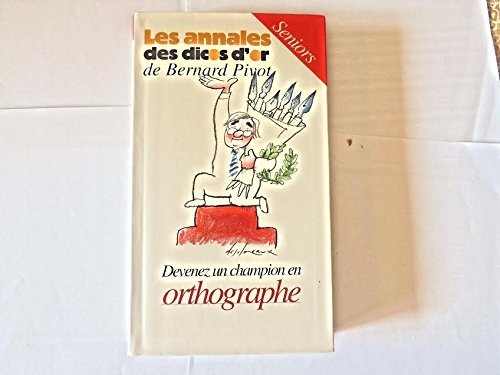 Les annales
Seniors
des dicos d'or
de Bernard Pivot
Devenez un champion en
orthographe